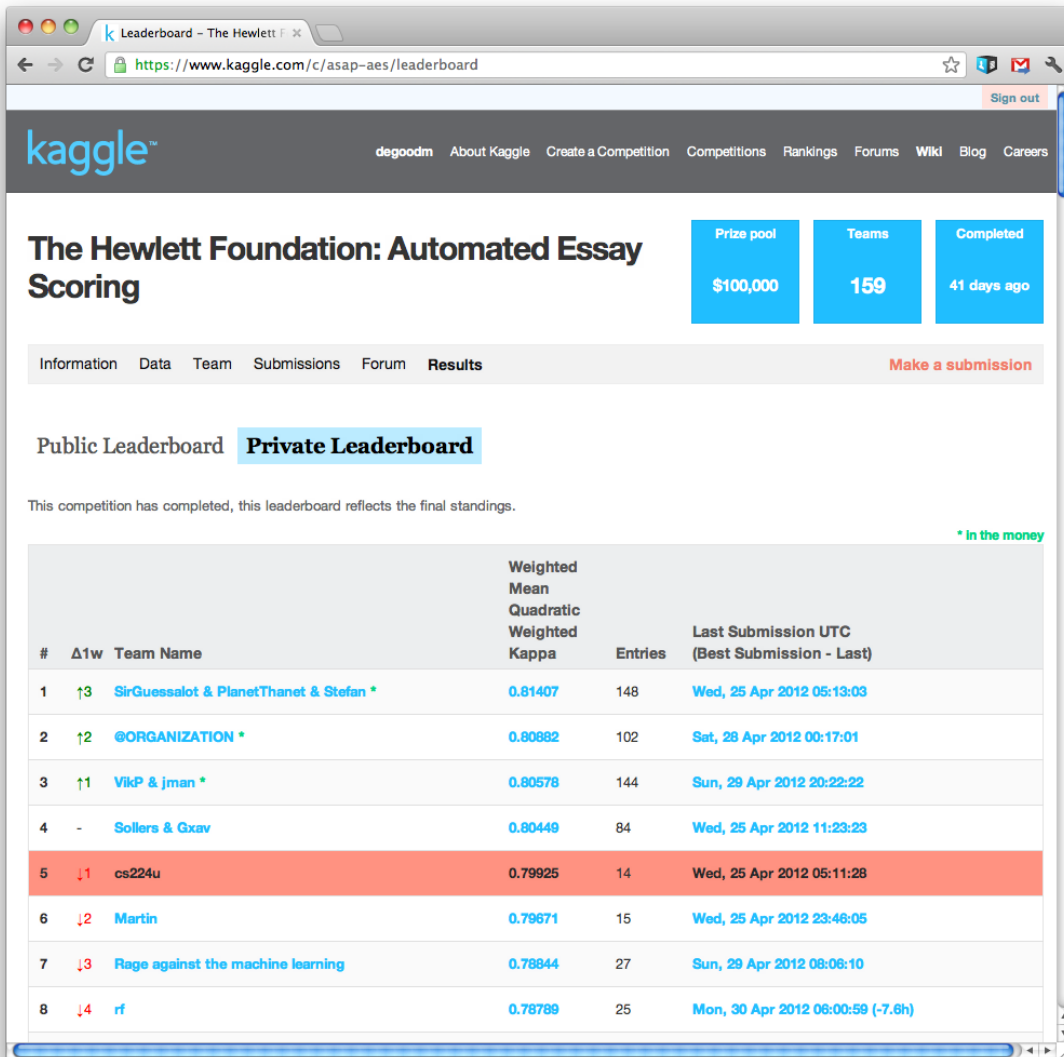 Leaderboard – The Hewlett F
https://www.kaggle.com/c/asap-aes/leaderboard
Sign out
kaggle™
degoodm About Kaggle Create a Competition Competitions Rankings Forums Wiki Blog Careers
The Hewlett Foundation: Automated Essay
Scoring
Prize pool
$100,000
Teams
159
Completed
41 days ago
Information Data Team Submissions Forum Results Make a submission
Public Leaderboard Private Leaderboard
This competition has completed, this leaderboard reflects the final standings.
* in the money
# Δ1w Team Name Weighted Mean Quadratic Weighted Kappa Entries Last Submission UTC (Best Submission - Last)
1 ↑3 SirGuessalot & PlanetThanet & Stefan * 0.81407 148 Wed, 25 Apr 2012 05:13:03
2 ↑2 @ORGANIZATION * 0.80882 102 Sat, 28 Apr 2012 00:17:01
3 ↑1 VikP & jman * 0.80578 144 Sun, 29 Apr 2012 20:22:22
4 - Sollers & Gxav 0.80449 84 Wed, 25 Apr 2012 11:23:23
5 ↓1 cs224u 0.79925 14 Wed, 25 Apr 2012 05:11:28
6 ↓2 Martin 0.79671 15 Wed, 25 Apr 2012 23:46:05
7 ↓3 Rage against the machine learning 0.78844 27 Sun, 29 Apr 2012 08:06:10
8 ↓4 rf 0.78789 25 Mon, 30 Apr 2012 06:00:59 (-7.6h)